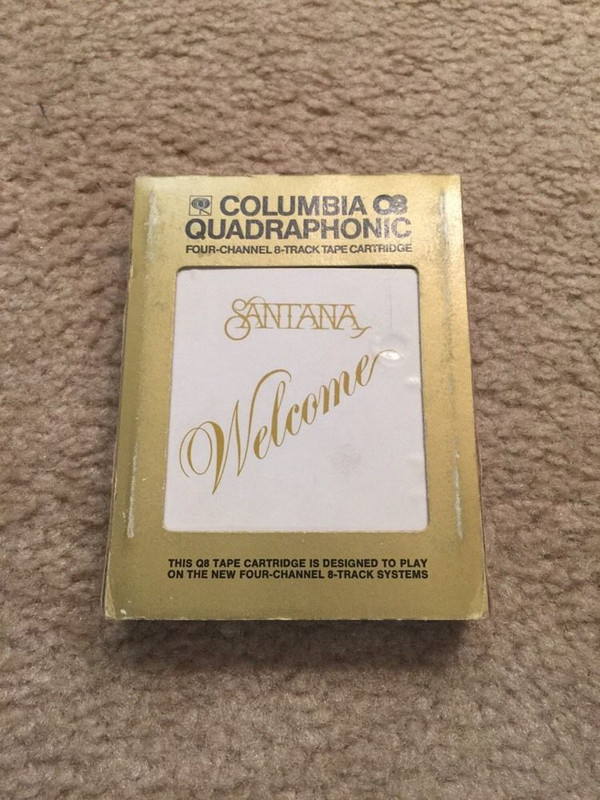 COLUMBIA Q8
QUADRAPHONIC
FOUR-CHANNEL 8-TRACK TAPE CARTRIDGE
SANTANA
Welcome
THIS Q8 TAPE CARTRIDGE IS DESIGNED TO PLAY
ON THE NEW FOUR-CHANNEL 8-TRACK SYSTEMS